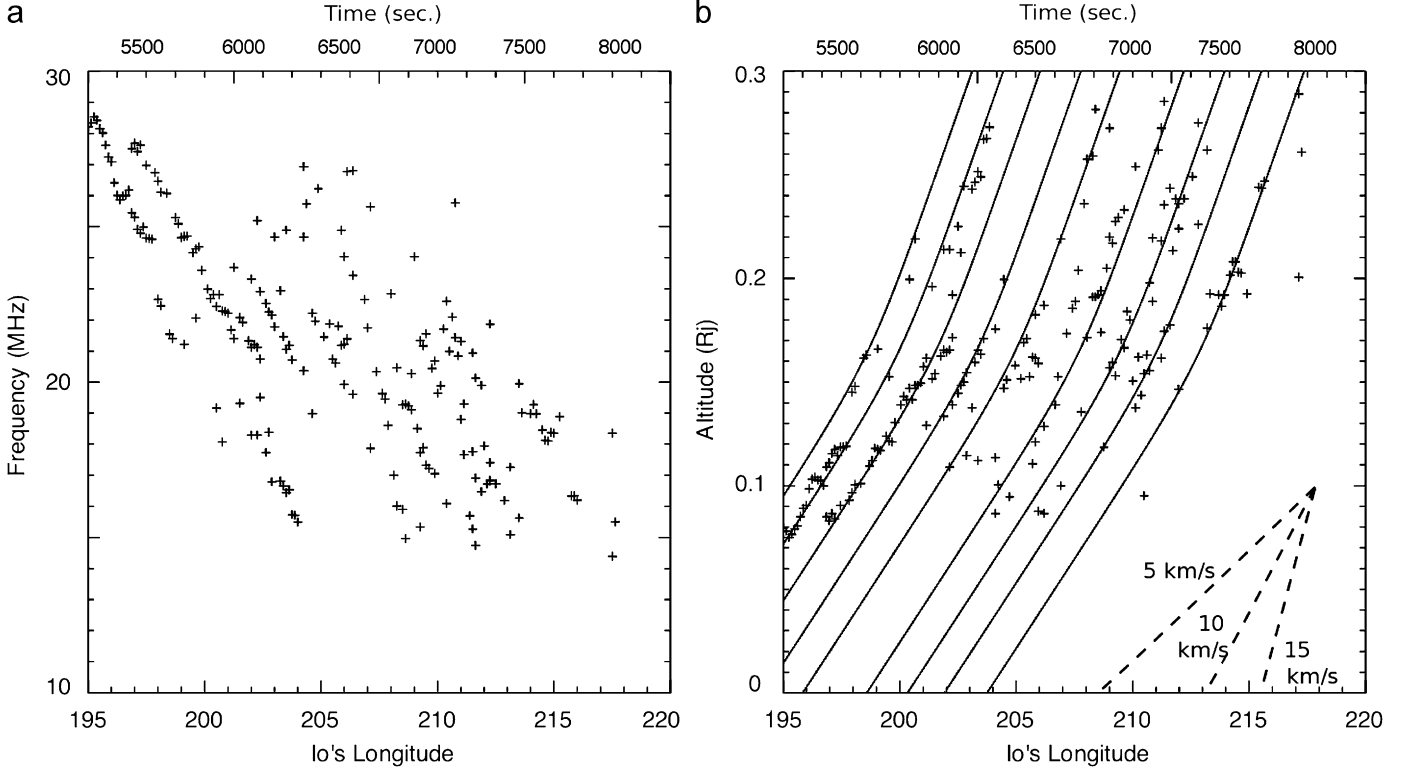 a
Time (sec.)
5500 6000 6500 7000 7500 8000
30
20
10
Frequency (MHz)
195 200 205 210 215 220
Io's Longitude
b
Time (sec.)
5500 6000 6500 7000 7500 8000
0.3
0.2
0.1
0
Altitude (Rj)
5 km/s
10
km/s
15
km/s
195 200 205 210 215 220
Io's Longitude